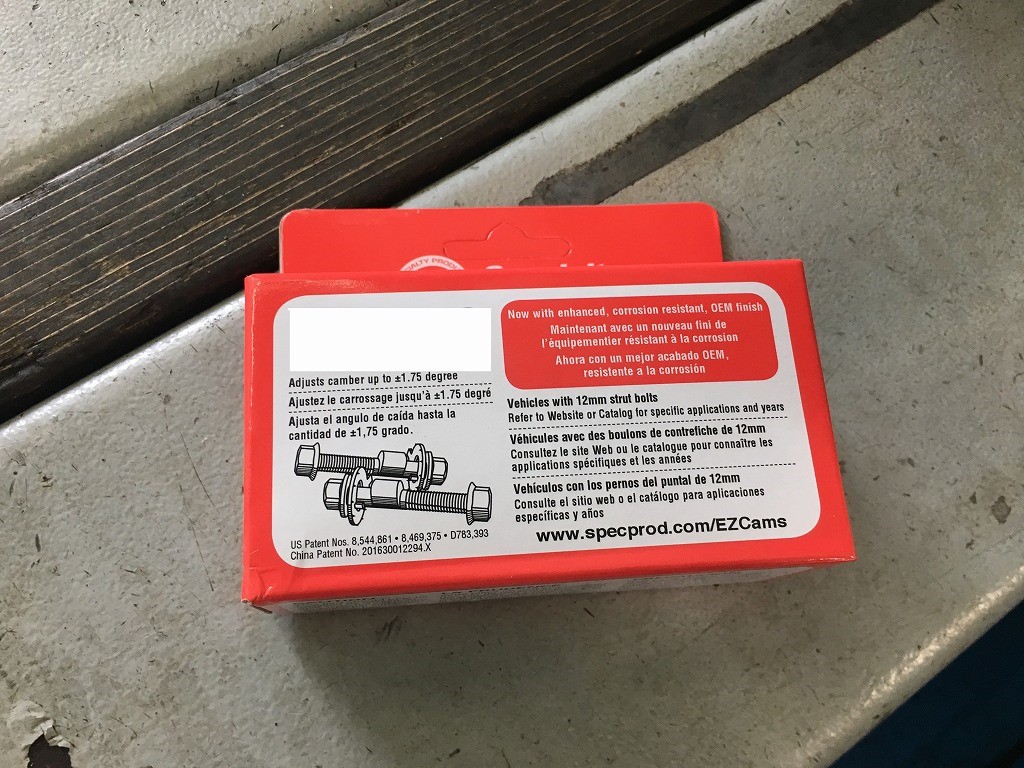 ALTY PRODU
Now with enhanced, corrosion resistant, OEM finish
Maintenant avec un nouveau fini de
l'équipementier résistant à la corrosion
Ahora con un mejor acabado OEM,
resistente a la corrosión
Adjusts camber up to ±1.75 degree
Ajustez le carrossage jusqu'à ±1.75 degré
Ajusta el angulo de caída hasta la
cantidad de ±1,75 grado.
Vehicles with 12mm strut bolts
Refer to Website or Catalog for specific applications and years
Véhicules avec des boulons de contrefiche de 12mm
Consultez le site Web ou le catalogue pour connaître les
applications spécifiques et les années
Vehículos con los pernos del puntal de 12mm
Consulte el sitio web o el catálogo para aplicaciones
específicas y años
www.specprod.com/EZCams
US Patent Nos. 8,544,861 • 8,469,375 • D783,393
China Patent No. 201630012294.X